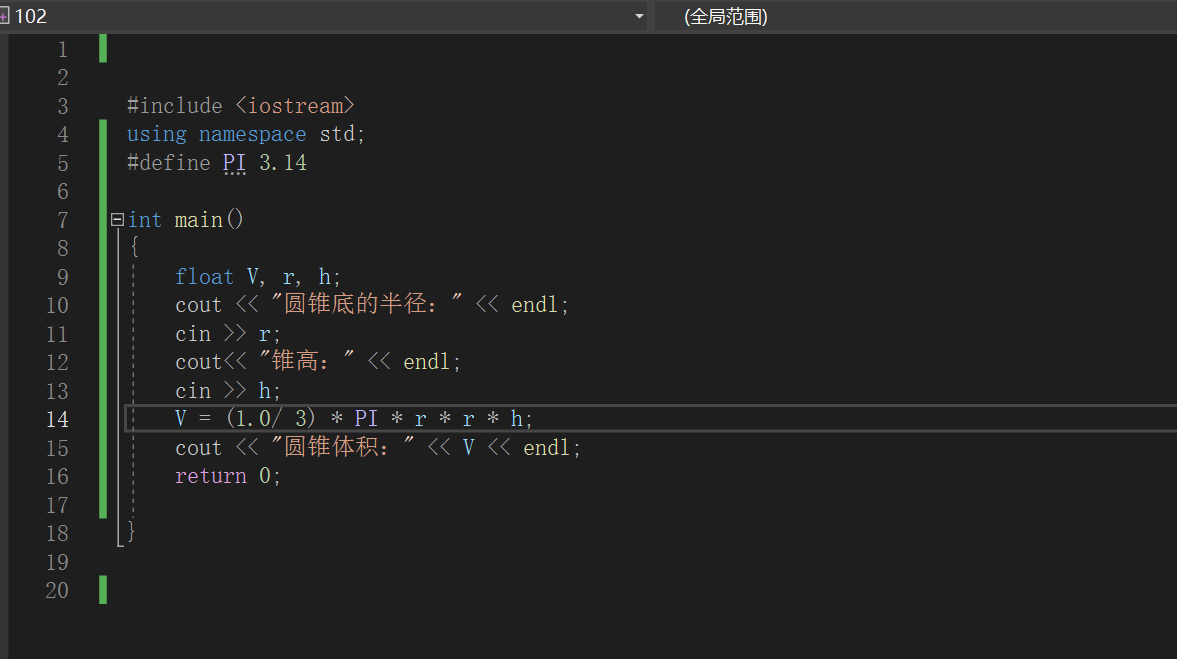 102 (全局范围)
1
2
3 #include <iostream>
4 using namespace std;
5 #define PI 3.14
6
7 int main()
8 {
9 float V, r, h;
10 cout << "圆锥底的半径：" << endl;
11 cin >> r;
12 cout<< "锥高：" << endl;
13 cin >> h;
14 V = (1.0/ 3) * PI * r * r * h;
15 cout << "圆锥体积：" << V << endl;
16 return 0;
17
18 }
19
20